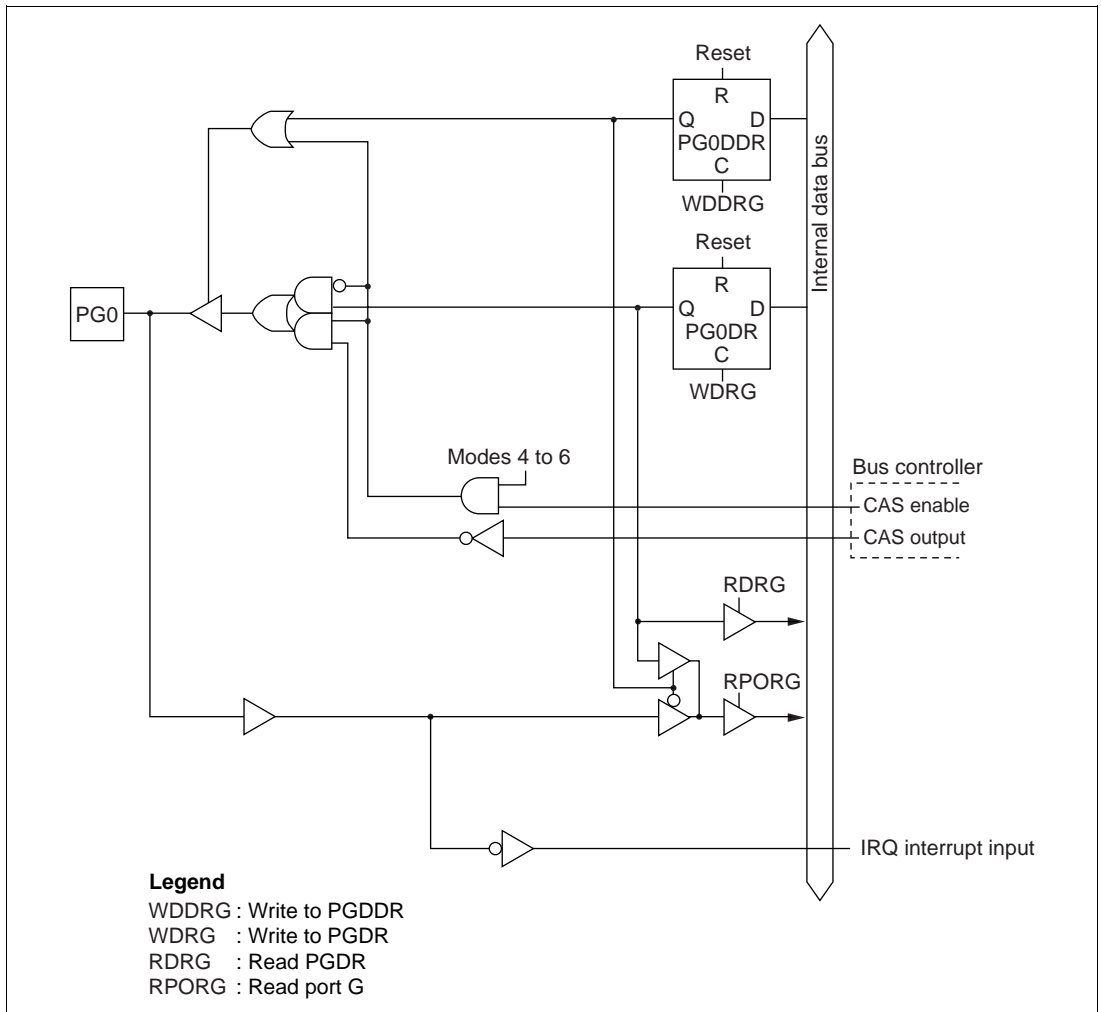 Reset
R
Q D
PG0DDR
C
WDDRG
Internal data bus
Reset
R
Q D
PG0DR
C
WDRG
PG0
Modes 4 to 6
Bus controller
CAS enable
CAS output
RDRG
RPORG
IRQ interrupt input
Legend
WDDRG : Write to PGDDR
WDRG : Write to PGDR
RDRG : Read PGDR
RPORG : Read port G